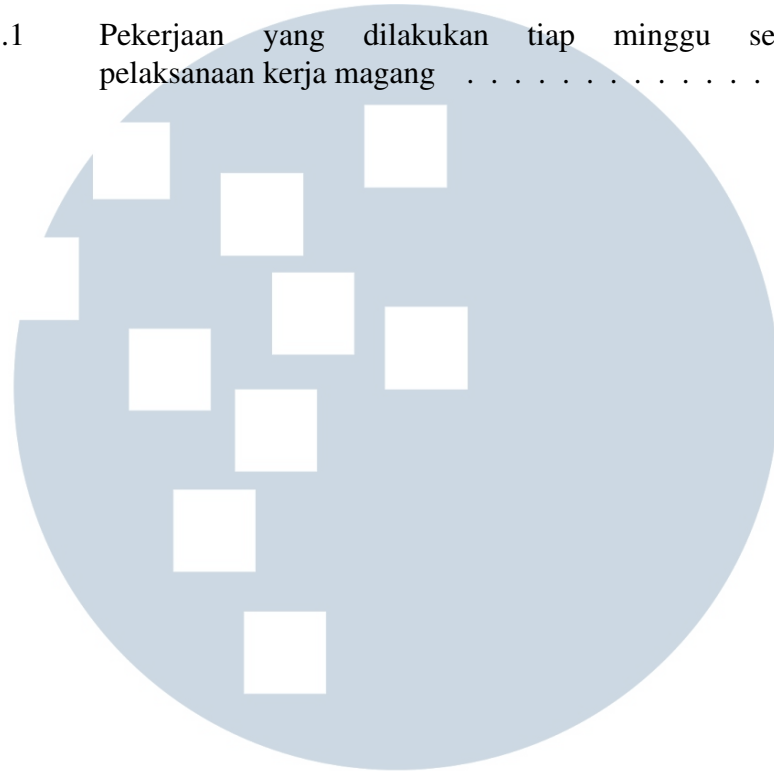 .1 Pekerjaan yang dilakukan tiap minggu se
pelaksanaan kerja magang . . . . . . . . . . . . .